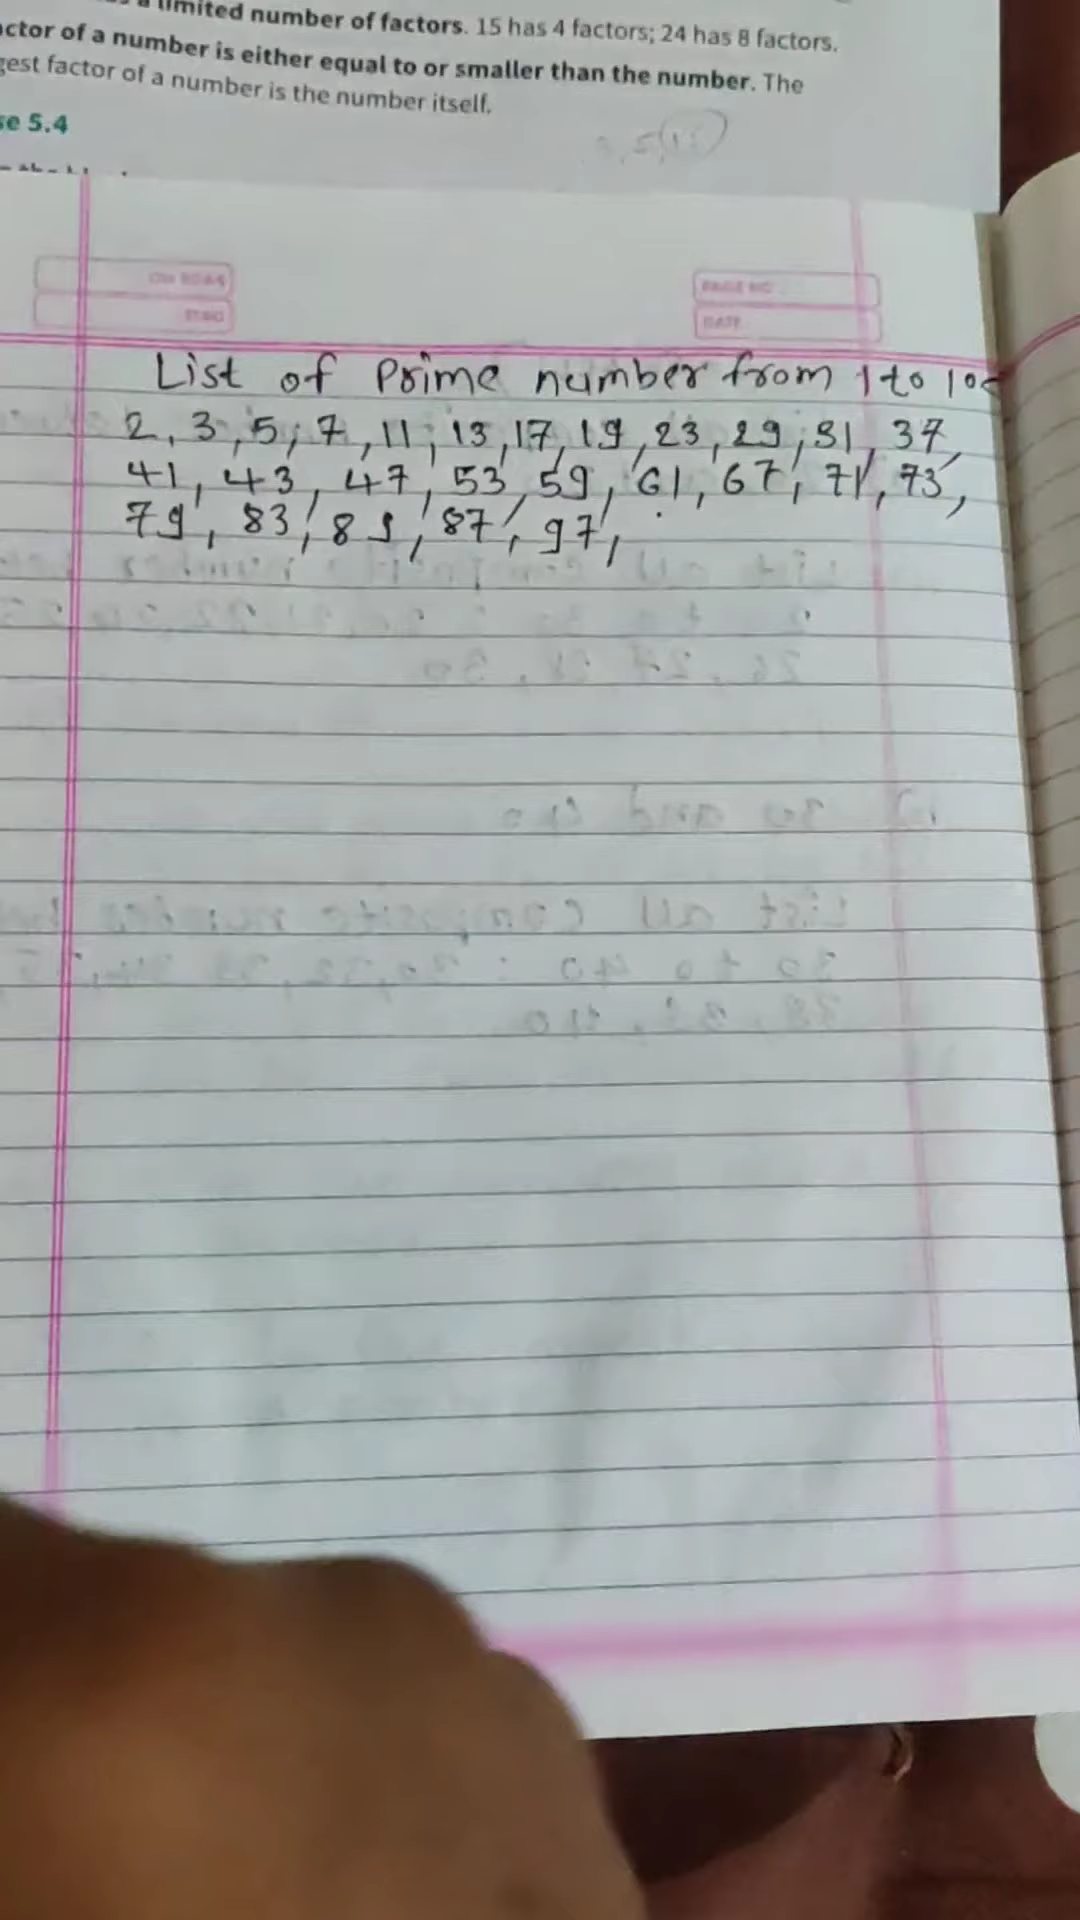 limited number of factors. 15 has 4 factors; 24 has 8 factors.
of a number is either equal to or smaller than the number. The
factor of a number is the number itself.
5.4
PAGE NO
DATE
List of Prime number from 1 to 10
2, 3, 5, 7, 11, 13, 17, 19, 23, 29, 31, 37,
41, 43, 47, 53, 59, 61, 67, 71, 73,
79, 83, 89, 87, 97,